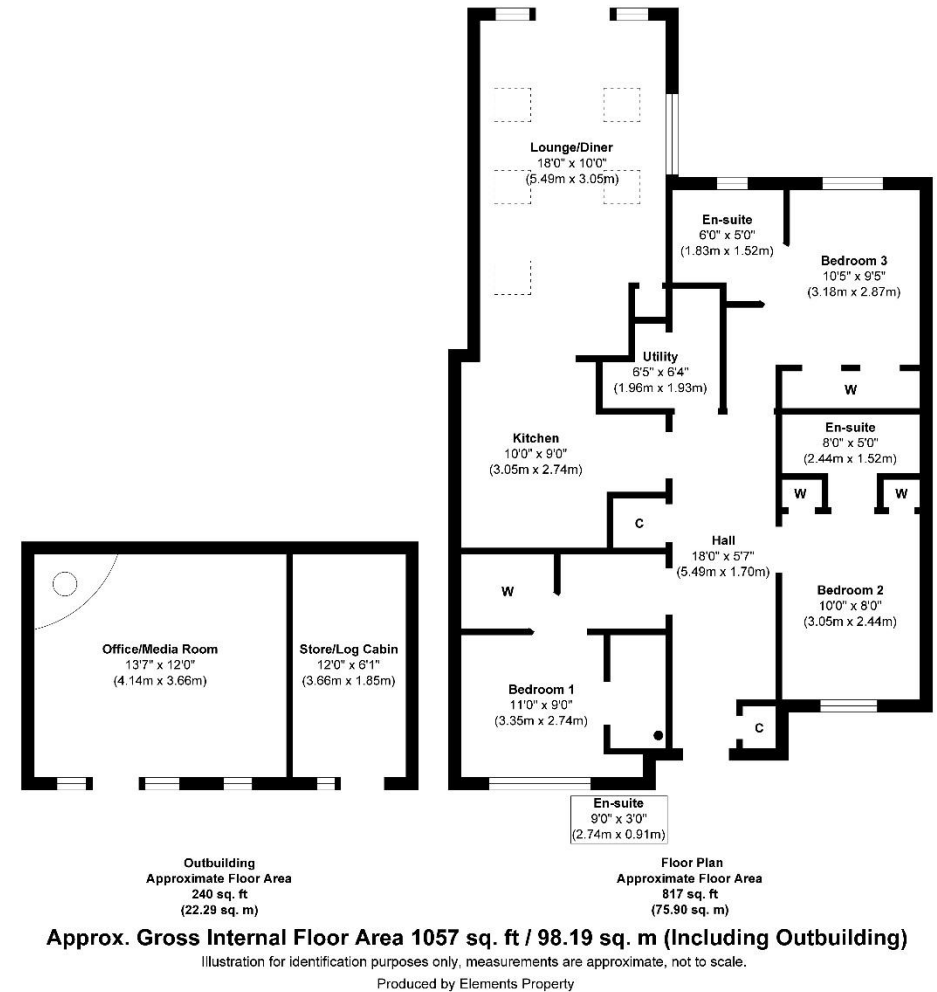 Lounge/Diner
18'0" x 10'0"
(5.49m x 3.05m)
En-suite
6'0" x 5'0"
(1.83m x 1.52m)
Bedroom 3
10'5" x 9'5"
(3.18m x 2.87m)
Utility
6'5" x 6'4"
(1.96m x 1.93m)
W
En-suite
8'0" x 5'0"
(2.44m x 1.52m)
Kitchen
10'0" x 9'0"
(3.05m x 2.74m)
W
W
C
Hall
18'0" x 5'7"
(5.49m x 1.70m)
W
Bedroom 2
10'0" x 8'0"
(3.05m x 2.44m)
Office/Media Room
13'7" x 12'0"
(4.14m x 3.66m)
Store/Log Cabin
12'0" x 6'1"
(3.66m x 1.85m)
Bedroom 1
11'0" x 9'0"
(3.35m x 2.74m)
C
En-suite
9'0" x 3'0"
(2.74m x 0.91m)
Outbuilding
Approximate Floor Area
240 sq. ft
(22.29 sq. m)
Floor Plan
Approximate Floor Area
817 sq. ft
(75.90 sq. m)
Approx. Gross Internal Floor Area 1057 sq. ft / 98.19 sq. m (Including Outbuilding)
Illustration for identification purposes only, measurements are approximate, not to scale.
Produced by Elements Property